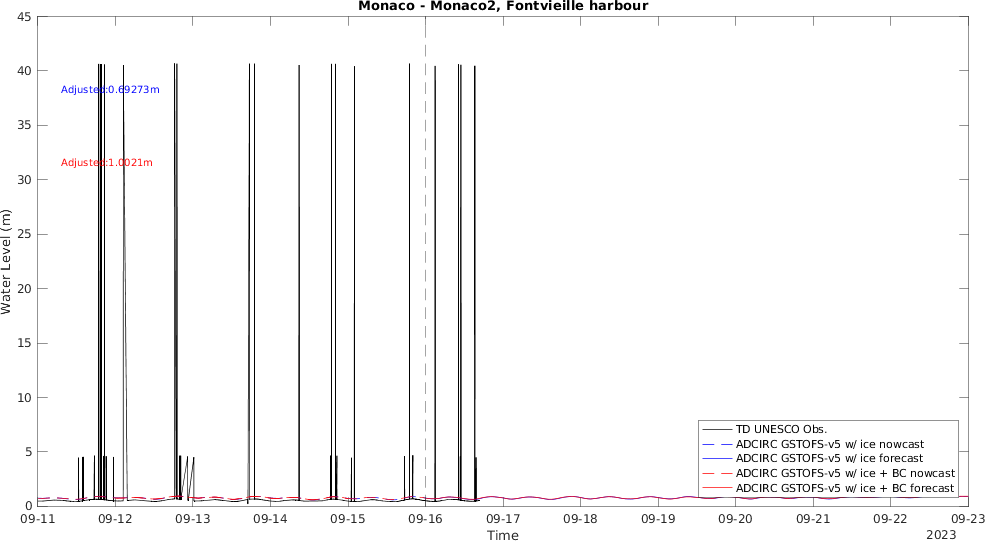 Monaco - Monaco2, Fontvieille harbour
45
40
35
30
25
20
15
10
5
0
Water Level (m)
Adjusted:0.69273m
Adjusted:1.0021m
TD UNESCO Obs.
ADCIRC GSTOFS-v5 w/ ice nowcast
ADCIRC GSTOFS-v5 w/ ice forecast
ADCIRC GSTOFS-v5 w/ ice + BC nowcast
ADCIRC GSTOFS-v5 w/ ice + BC forecast
09-11 09-12 09-13 09-14 09-15 09-16 09-17 09-18 09-19 09-20 09-21 09-22 09-23
Time
2023